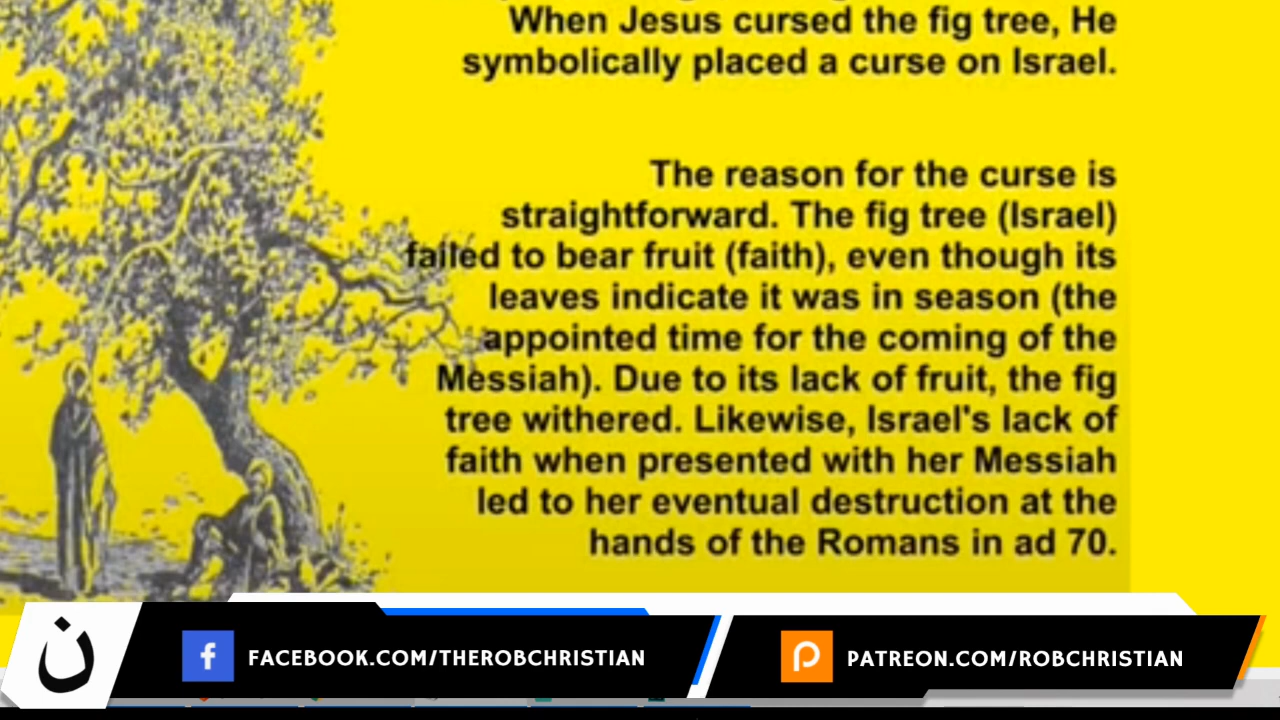 When Jesus cursed the fig tree, He
symbolically placed a curse on Israel.
The reason for the curse is
straightforward. The fig tree (Israel)
failed to bear fruit (faith), even though its
leaves indicate it was in season (the
appointed time for the coming of the
Messiah). Due to its lack of fruit, the fig
tree withered. Likewise, Israel's lack of
faith when presented with her Messiah
led to her eventual destruction at the
hands of the Romans in ad 70.
ن
FACEBOOK.COM/THEROBCHRISTIAN
PATREON.COM/ROBCHRISTIAN